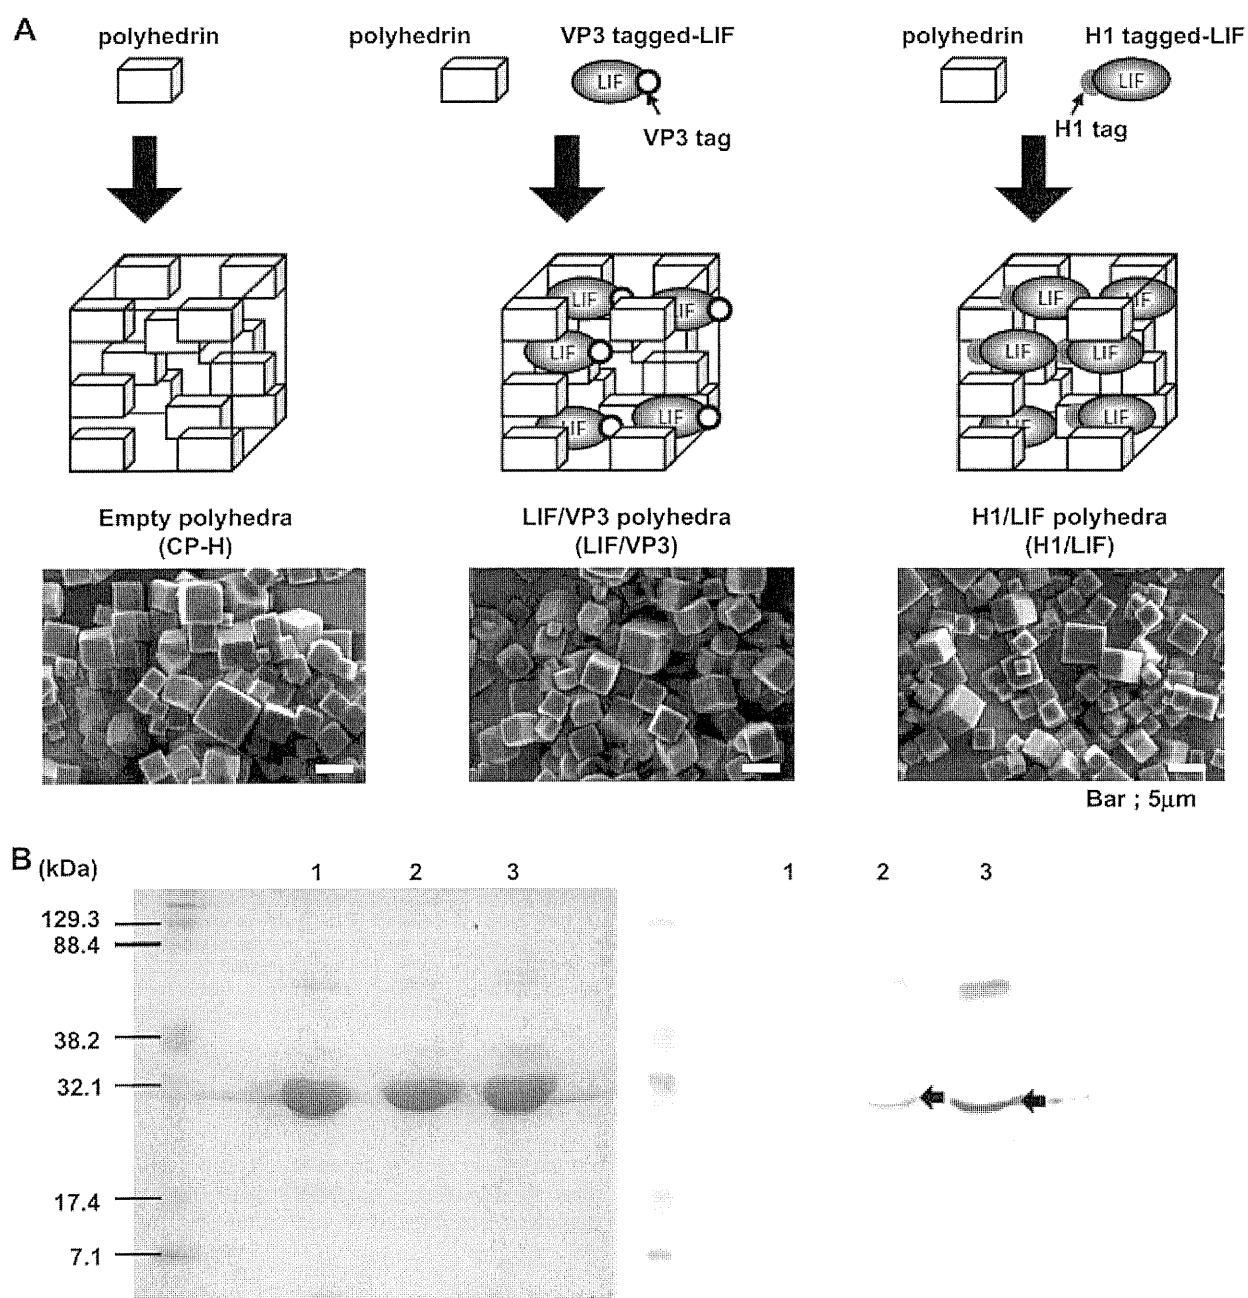 A
polyhedrin
polyhedrin
VP3 tagged-LIF
polyhedrin
H1 tagged-LIF
LIF
LIF
VP3 tag
H1 tag
LIF
LIF
LIF
LIF
LIF
LIF
LIF
LIF
LIF
LIF
LIF
Empty polyhedra
(CP-H)
LIF/VP3 polyhedra
(LIF/VP3)
H1/LIF polyhedra
(H1/LIF)
Bar ; 5μm
B (kDa)
1 2 3
1 2 3
129.3
88.4
38.2
32.1
17.4
7.1